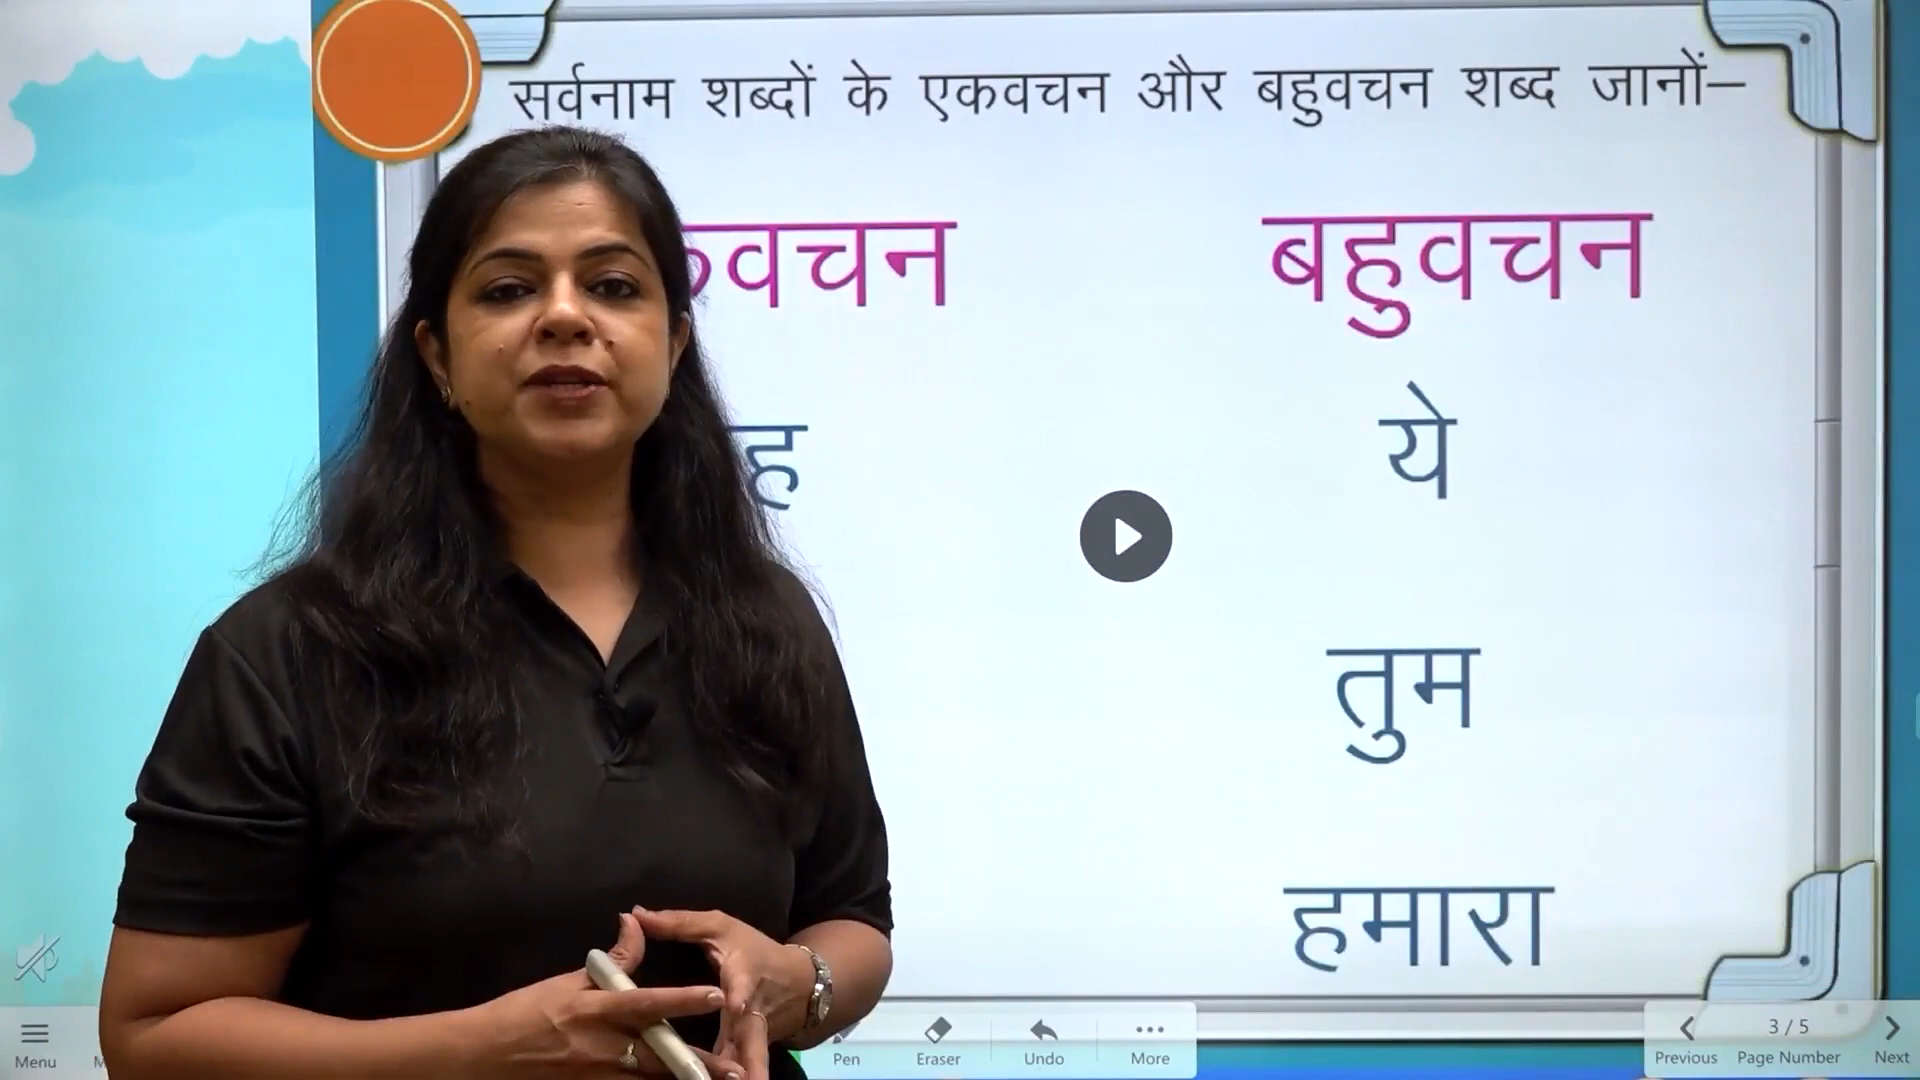 सर्वनाम शब्दों के एकवचन और बहुवचन शब्द जानों–
बहुवचन
ये
तुम
हमारा
Menu
Pen Eraser Undo More
3 / 5
Previous Page Number Next